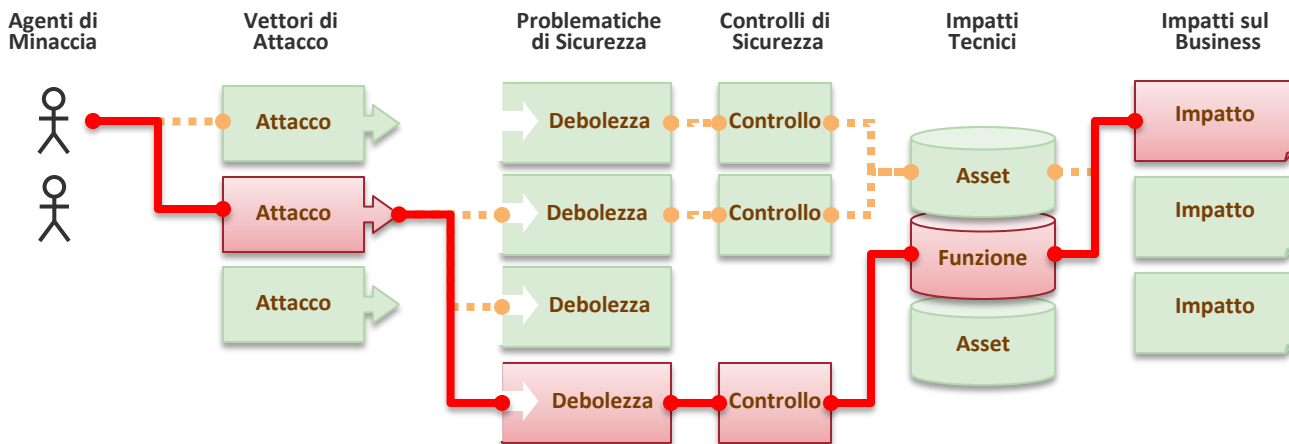 Agenti di
Minaccia
Vettori di
Attacco
Problematiche
di Sicurezza
Controlli di
Sicurezza
Impatti
Tecnici
Impatti sul
Business
Attacco
Attacco
Attacco
Debolezza
Debolezza
Debolezza
Debolezza
Controllo
Controllo
Controllo
Asset
Funzione
Asset
Impatto
Impatto
Impatto